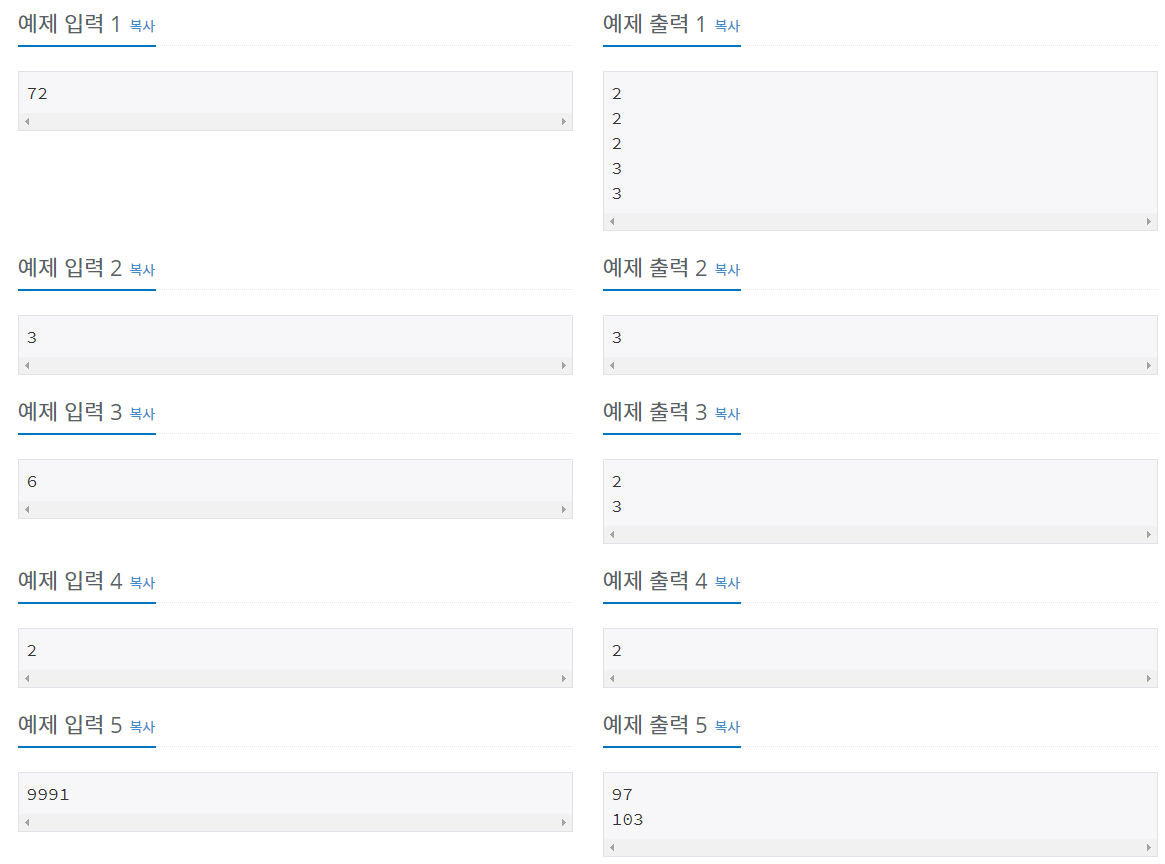 예제 입력 1 복사
72
예제 출력 1 복사
2
2
2
3
3
예제 입력 2 복사
3
예제 출력 2 복사
3
예제 입력 3 복사
6
예제 출력 3 복사
2
3
예제 입력 4 복사
2
예제 출력 4 복사
2
예제 입력 5 복사
9991
예제 출력 5 복사
97
103